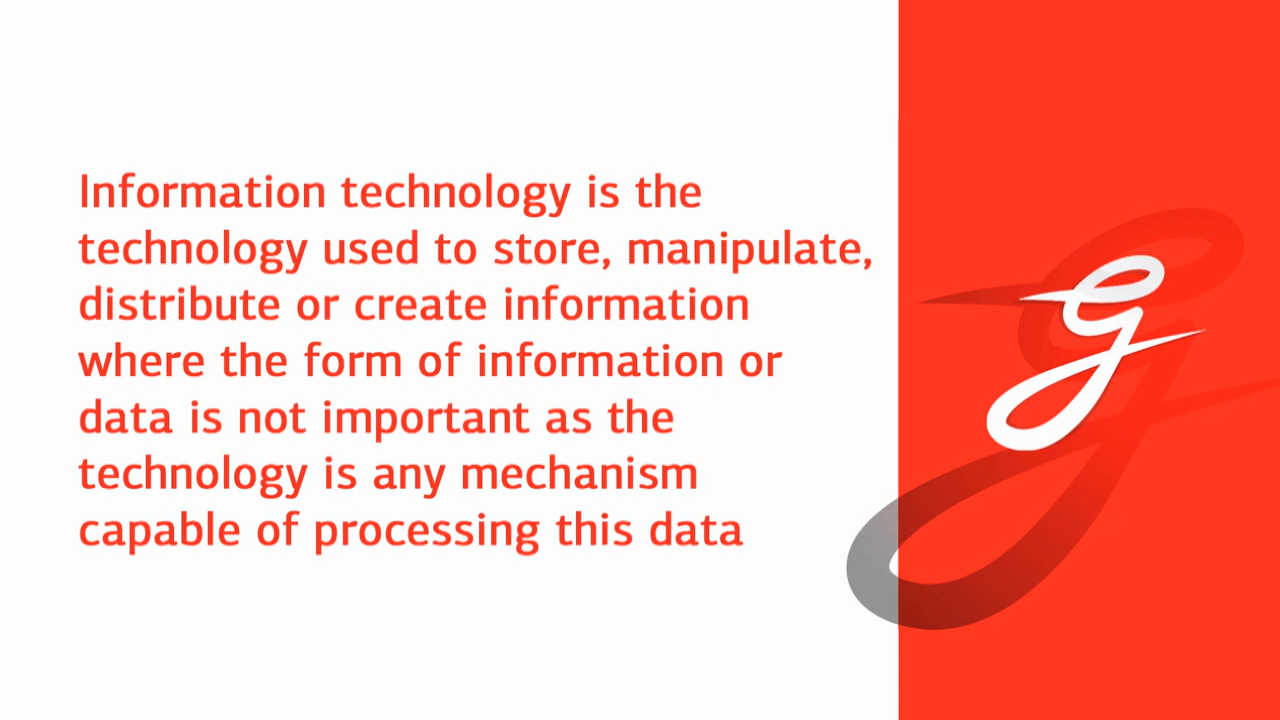 Information technology is the
technology used to store, manipulate,
distribute or create information
where the form of information or
data is not important as the
technology is any mechanism
capable of processing this data